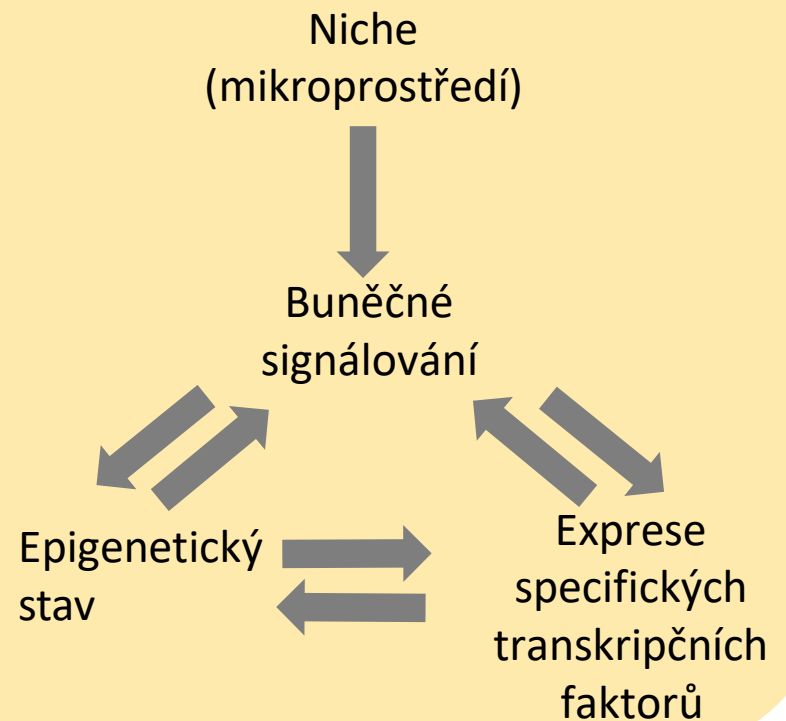 Niche
(mikroprostředí)
Buněčné
signálování
Epigenetický
stav
Exprese
specifických
transkripčních
faktorů